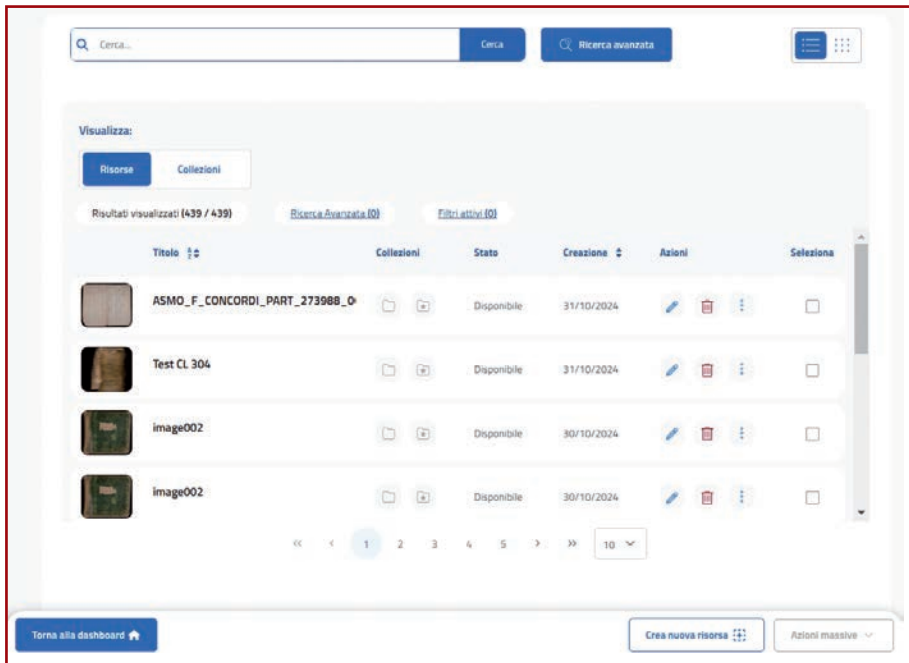 Cerca...
Cerca
Ricerca avanzata
Visualizza:
Risorse
Collezioni
Risultati visualizzati (439 / 439)
Ricerca Avanzata (0)
Filtri attivi (0)
Titolo
Collezioni
Stato
Creazione
Azioni
Seleziona
ASMO_F_CONCORDI_PART_273988_0
Disponibile
31/10/2024
Test CL 304
Disponibile
31/10/2024
image002
Disponibile
30/10/2024
image002
Disponibile
30/10/2024
<< < 1 2 3 4 5 > >> 10
Torna alla dashboard
Crea nuova risorsa
Azioni massive